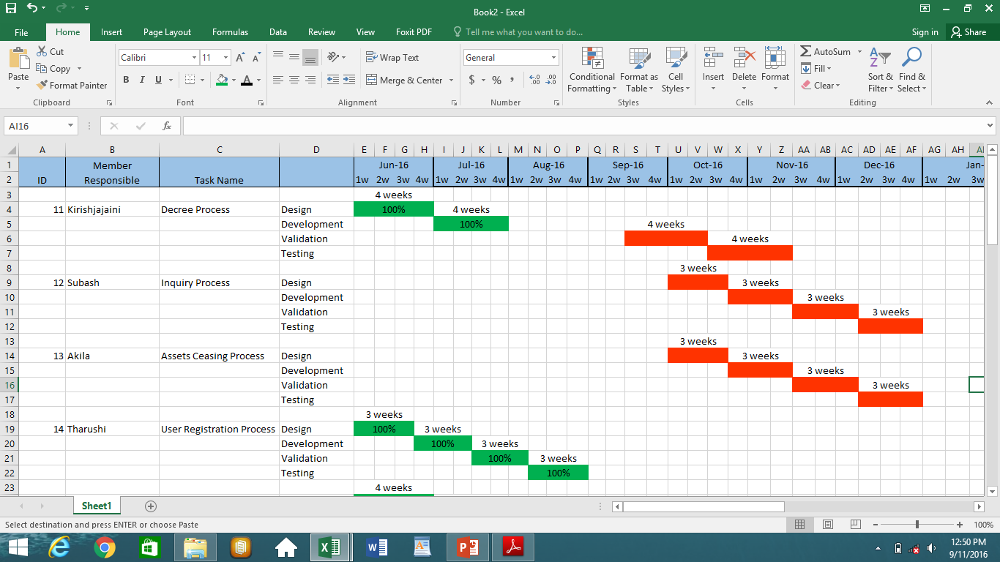 Book2 - Excel
File Home Insert Page Layout Formulas Data Review View Foxit PDF Tell me what you want to do... Sign in Share
Cut Calibri 11 Wrap Text General AutoSum
Copy Fill
Paste Format Painter B I U Merge & Center $ % Conditional Formatting Format as Table Cell Styles Insert Delete Format Clear Sort & Filter Find & Select
Clipboard Font Alignment Number Styles Cells Editing
AI16 fx
A B C D E F G H I J K L M N O P Q R S T U V W X Y Z AA AB AC AD AE AF AG AH AI
1 Member Jun-16 Jul-16 Aug-16 Sep-16 Oct-16 Nov-16 Dec-16 Jan-
2 ID Responsible Task Name 1w 2w 3w 4w 1w 2w 3w 4w 1w 2w 3w 4w 1w 2w 3w 4w 1w 2w 3w 4w 1w 2w 3w 4w 1w 2w 3w 4w 1w 2w 3w
3 4 weeks
4 11 Kirishjajaini Decree Process Design 100% 4 weeks
5 Development 100% 4 weeks
6 Validation 4 weeks
7 Testing
8 3 weeks
9 12 Subash Inquiry Process Design 3 weeks
10 Development 3 weeks
11 Validation 3 weeks
12 Testing
13 3 weeks
14 13 Akila Assets Ceasing Process Design 3 weeks
15 Development 3 weeks
16 Validation 3 weeks
17 Testing
18 3 weeks
19 14 Tharushi User Registration Process Design 100% 3 weeks
20 Development 100% 3 weeks
21 Validation 100% 3 weeks
22 Testing 100%
23 4 weeks
Sheet1
Select destination and press ENTER or choose Paste 100%
12:50 PM
9/11/2016